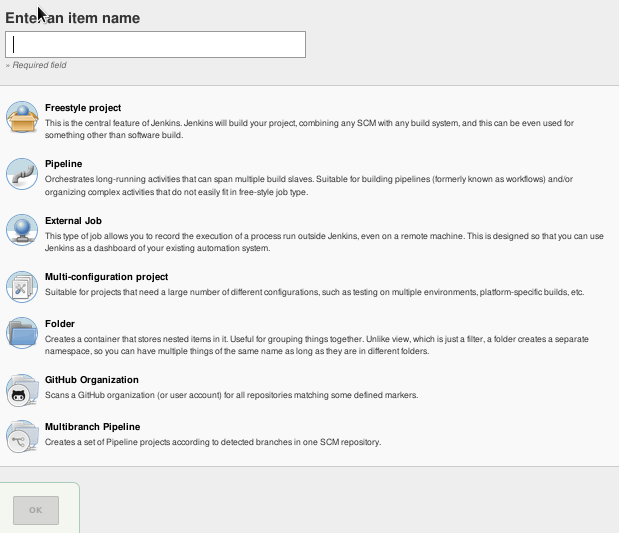 Enter an item name
» Required field
Freestyle project
This is the central feature of Jenkins. Jenkins will build your project, combining any SCM with any build system, and this can be even used for
something other than software build.
Pipeline
Orchestrates long-running activities that can span multiple build slaves. Suitable for building pipelines (formerly known as workflows) and/or
organizing complex activities that do not easily fit in free-style job type.
External Job
This type of job allows you to record the execution of a process run outside Jenkins, even on a remote machine. This is designed so that you can use
Jenkins as a dashboard of your existing automation system.
Multi-configuration project
Suitable for projects that need a large number of different configurations, such as testing on multiple environments, platform-specific builds, etc.
Folder
Creates a container that stores nested items in it. Useful for grouping things together. Unlike view, which is just a filter, a folder creates a separate
namespace, so you can have multiple things of the same name as long as they are in different folders.
GitHub Organization
Scans a GitHub organization (or user account) for all repositories matching some defined markers.
Multibranch Pipeline
Creates a set of Pipeline projects according to detected branches in one SCM repository.
OK